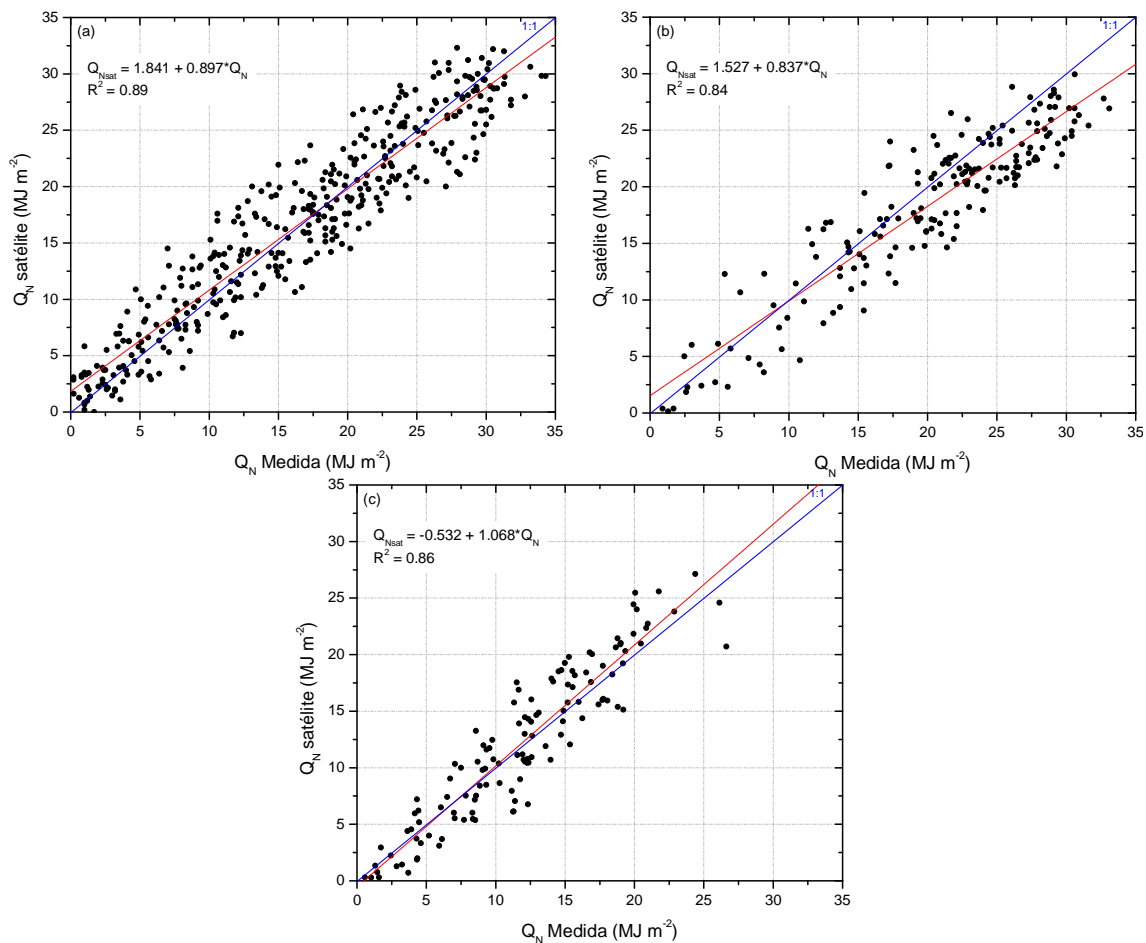 (a)
1:1
Q_Nsat = 1.841 + 0.897*Q_N
R² = 0.89
35
30
25
20
15
10
5
0
Q_N satélite (MJ m⁻²)
0 5 10 15 20 25 30 35
Q_N Medida (MJ m⁻²)
(b)
1:1
Q_Nsat = 1.527 + 0.837*Q_N
R² = 0.84
35
30
25
20
15
10
5
0
Q_N satélite (MJ m⁻²)
0 5 10 15 20 25 30 35
Q_N Medida (MJ m⁻²)
(c)
1:1
Q_Nsat = -0.532 + 1.068*Q_N
R² = 0.86
35
30
25
20
15
10
5
0
Q_N satélite (MJ m⁻²)
0 5 10 15 20 25 30 35
Q_N Medida (MJ m⁻²)